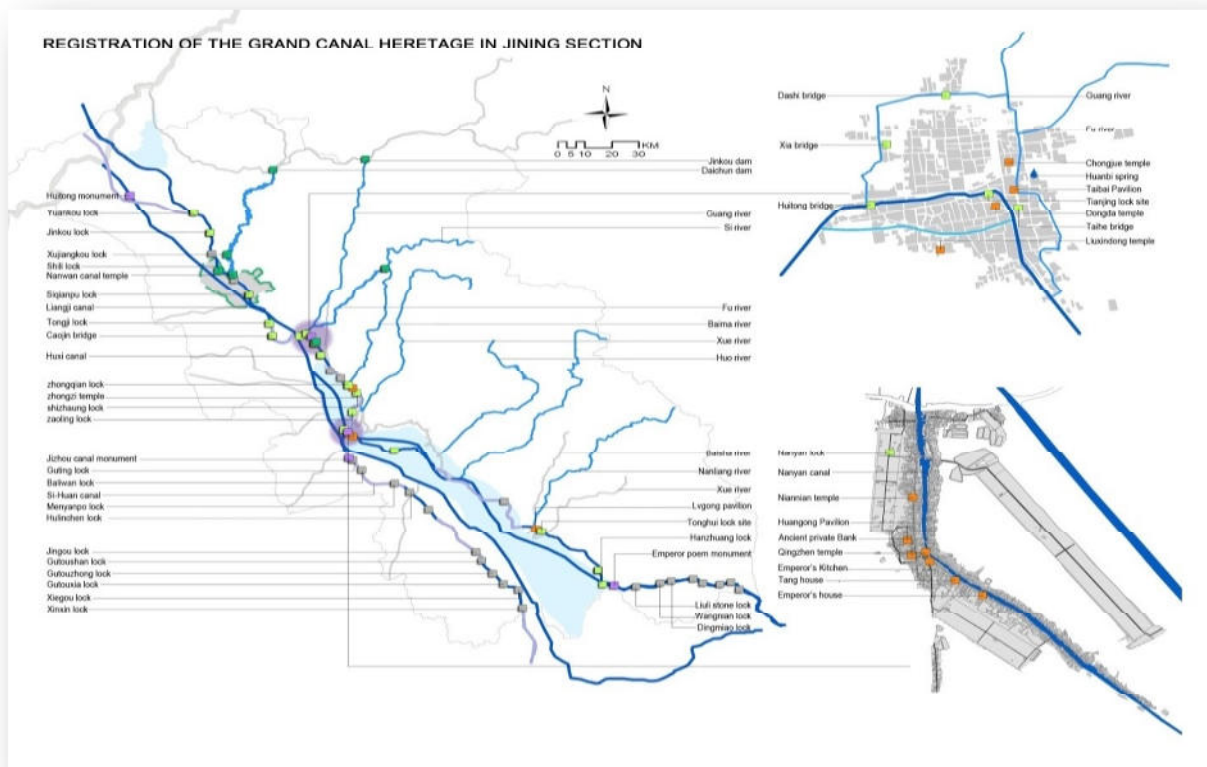 REGISTRATION OF THE GRAND CANAL HERETAGE IN JINING SECTION
N
KM
0 5 10 20 30
Huitong monument
Yuankou lock
Jinkou lock
Xujiangkou lock
Shili lock
Nanwan canal temple
Siqianpu lock
Liangji canal
Tongji lock
Caojin bridge
Huxi canal
zhongqian lock
zhongzi temple
shizhaung lock
zaoling lock
Jizhou canal monument
Guting lock
Baliwan lock
Si-Huan canal
Menyanpo lock
Hulinchen lock
Jingou lock
Gutoushan lock
Gutouzhong lock
Gutouxia lock
Xiegou lock
Xinxin lock
Jinkou dam
Daichun dam
Guang river
Si river
Fu river
Baima river
Xue river
Huo river
Baisha river
Nanliang river
Xue river
Lvgong pavilion
Tonghui lock site
Hanzhuang lock
Emperor poem monument
Liuli stone lock
Wangnian lock
Dingmiao lock
Dashi bridge
Xia bridge
Huitong bridge
Guang river
Fu river
Chongjue temple
Huanbi spring
Taibai Pavilion
Tianjing lock site
Dongda temple
Taihe bridge
Liuxindong temple
Nanyan lock
Nanyan canal
Niannian temple
Huangong Pavilion
Ancient private Bank
Qingzhen temple
Emperor's Kitchen
Tang house
Emperor's house